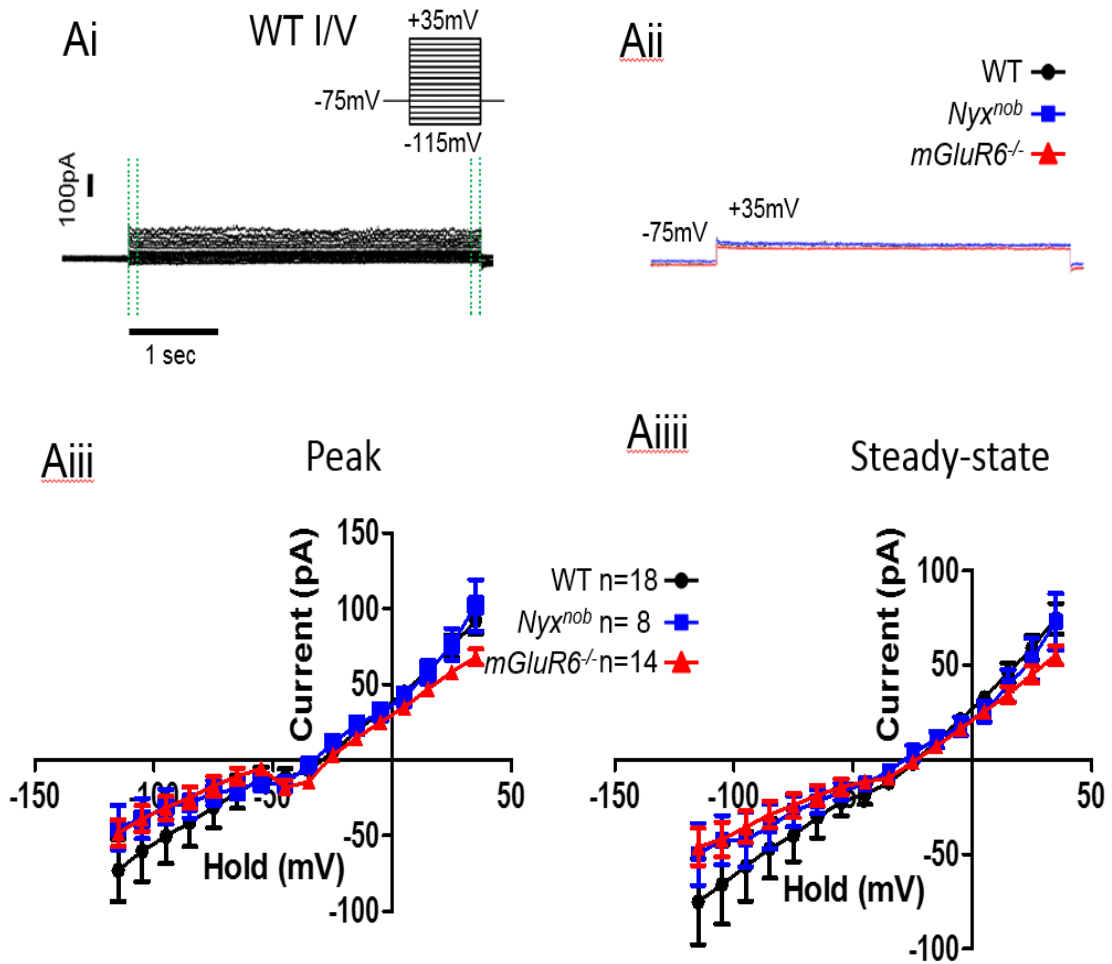 Ai
WT I/V
+35mV
-75mV
-115mV
100pA
1 sec
Aii
WT
Nyxnob
mGluR6-/-
-75mV
+35mV
Aiii
Peak
Current (pA)
150
100
50
-50
-100
-150
-100
-50
50
Hold (mV)
WT n=18
Nyxnob n= 8
mGluR6-/- n=14
Aiiii
Steady-state
Current (pA)
100
50
-50
-100
-150
-100
-50
50
Hold (mV)